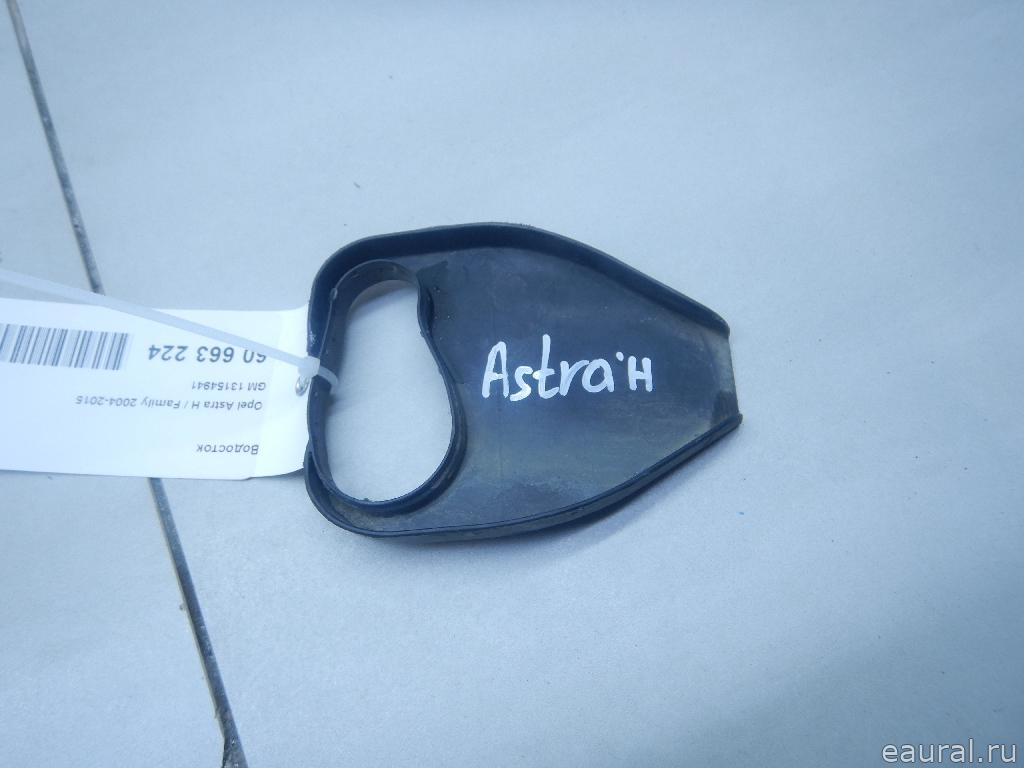 Astra H
60 663 224
GM 13154941
Opel Astra H / Family 2004-2015
Водосток
eaural.ru